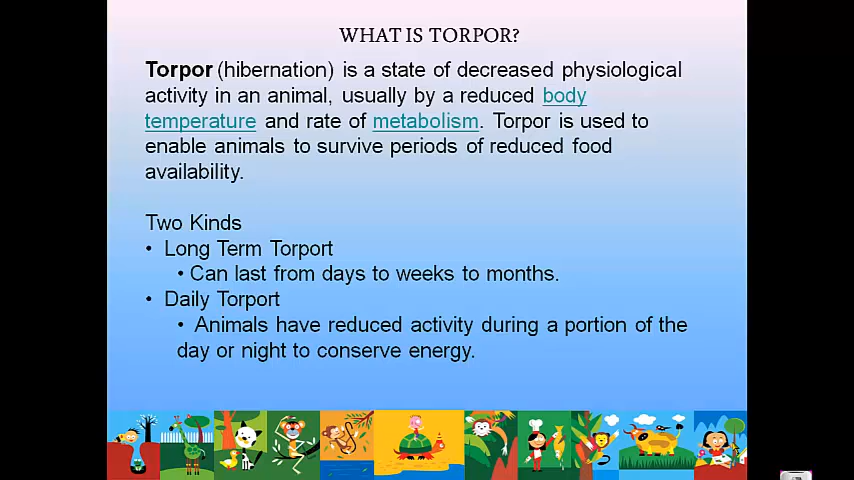 WHAT IS TORPOR?
Torpor (hibernation) is a state of decreased physiological
activity in an animal, usually by a reduced body
temperature and rate of metabolism. Torpor is used to
enable animals to survive periods of reduced food
availability.
Two Kinds
• Long Term Torport
• Can last from days to weeks to months.
• Daily Torport
• Animals have reduced activity during a portion of the
day or night to conserve energy.